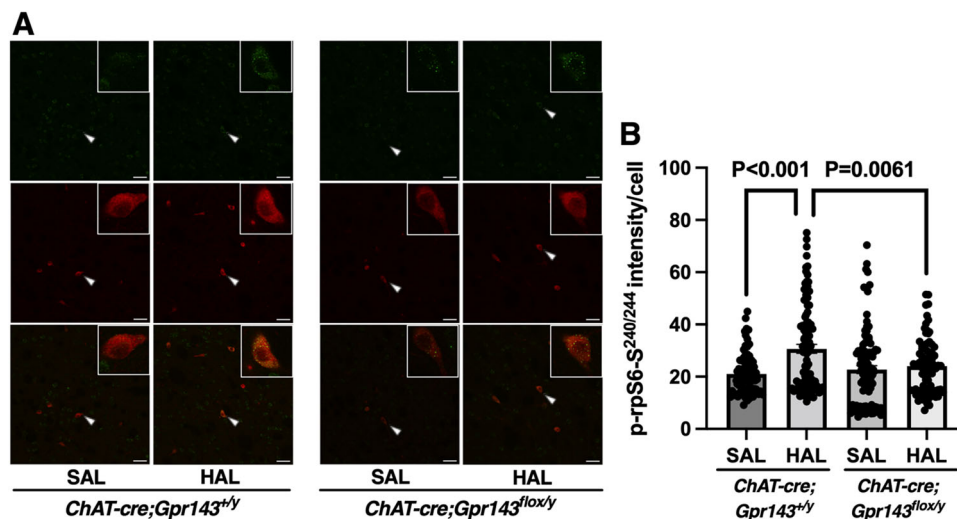 A
SAL HAL SAL HAL
ChAT-cre;Gpr143+/y ChAT-cre;Gpr143flox/y
B
P<0.001 P=0.0061
p-rpS6-S240/244 intensity/cell
100
80
60
40
20
0
SAL HAL SAL HAL
ChAT-cre; ChAT-cre;
Gpr143+/y Gpr143flox/y